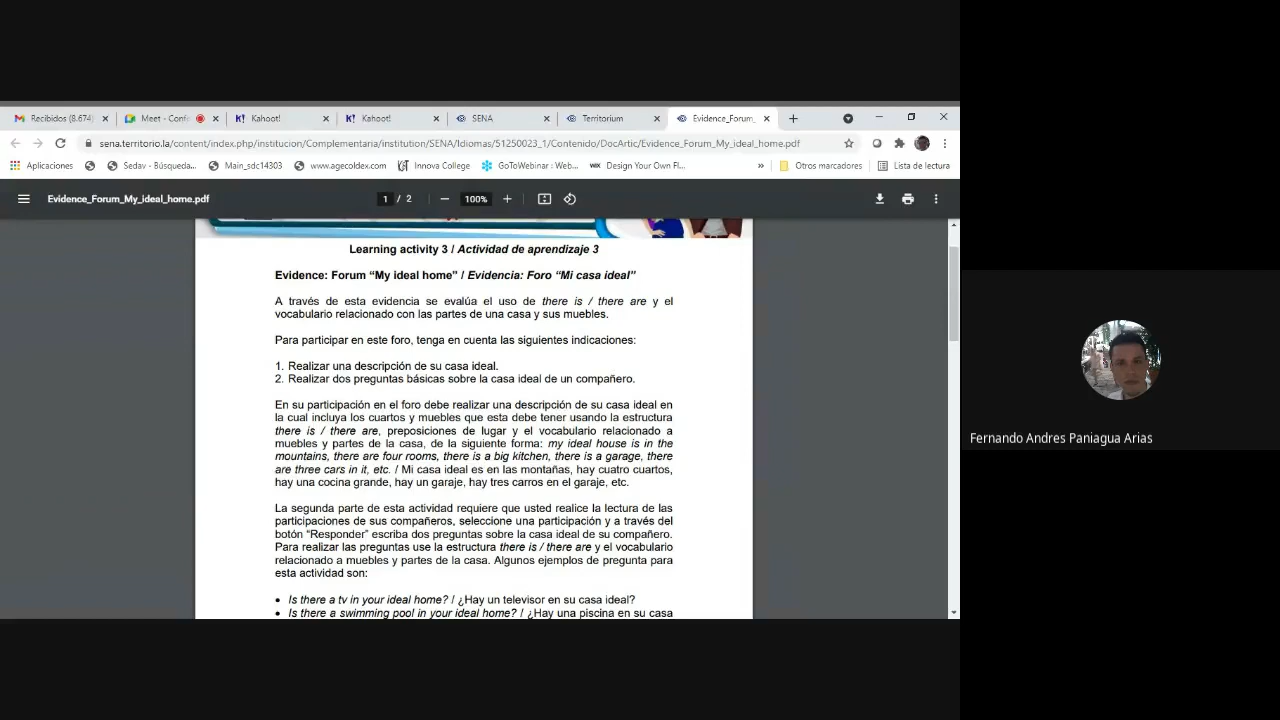 Recibidos (8.674)
Meet - Conf
Kahoot!
Kahoot!
SENA
Territorium
Evidence_Forum_
sena.territorio.la/content/index.php/institucion/Complementaria/institution/SENA/Idiomas/51250023_1/Contenido/DocArtic/Evidence_Forum_My_ideal_home.pdf
Aplicaciones
Sedav - Búsqueda...
Main_sdc14303
www.agecoldex.com
Innova College
GoToWebinar : Web...
WIX Design Your Own Fl...
»
Otros marcadores
Lista de lectura
Evidence_Forum_My_ideal_home.pdf
1 / 2
100%
Learning activity 3 / Actividad de aprendizaje 3
Evidence: Forum “My ideal home” / Evidencia: Foro “Mi casa ideal”
A través de esta evidencia se evalúa el uso de there is / there are y el
vocabulario relacionado con las partes de una casa y sus muebles.
Para participar en este foro, tenga en cuenta las siguientes indicaciones:
1. Realizar una descripción de su casa ideal.
2. Realizar dos preguntas básicas sobre la casa ideal de un compañero.
En su participación en el foro debe realizar una descripción de su casa ideal en
la cual incluya los cuartos y muebles que esta debe tener usando la estructura
there is / there are, preposiciones de lugar y el vocabulario relacionado a
muebles y partes de la casa, de la siguiente forma: my ideal house is in the
mountains, there are four rooms, there is a big kitchen, there is a garage, there
are three cars in it, etc. / Mi casa ideal es en las montañas, hay cuatro cuartos,
hay una cocina grande, hay un garaje, hay tres carros en el garaje, etc.
La segunda parte de esta actividad requiere que usted realice la lectura de las
participaciones de sus compañeros, seleccione una participación y a través del
botón “Responder” escriba dos preguntas sobre la casa ideal de su compañero.
Para realizar las preguntas use la estructura there is / there are y el vocabulario
relacionado a muebles y partes de la casa. Algunos ejemplos de pregunta para
esta actividad son:
• Is there a tv in your ideal home? / ¿Hay un televisor en su casa ideal?
• Is there a swimming pool in your ideal home? / ¿Hay una piscina en su casa
Fernando Andres Paniagua Arias